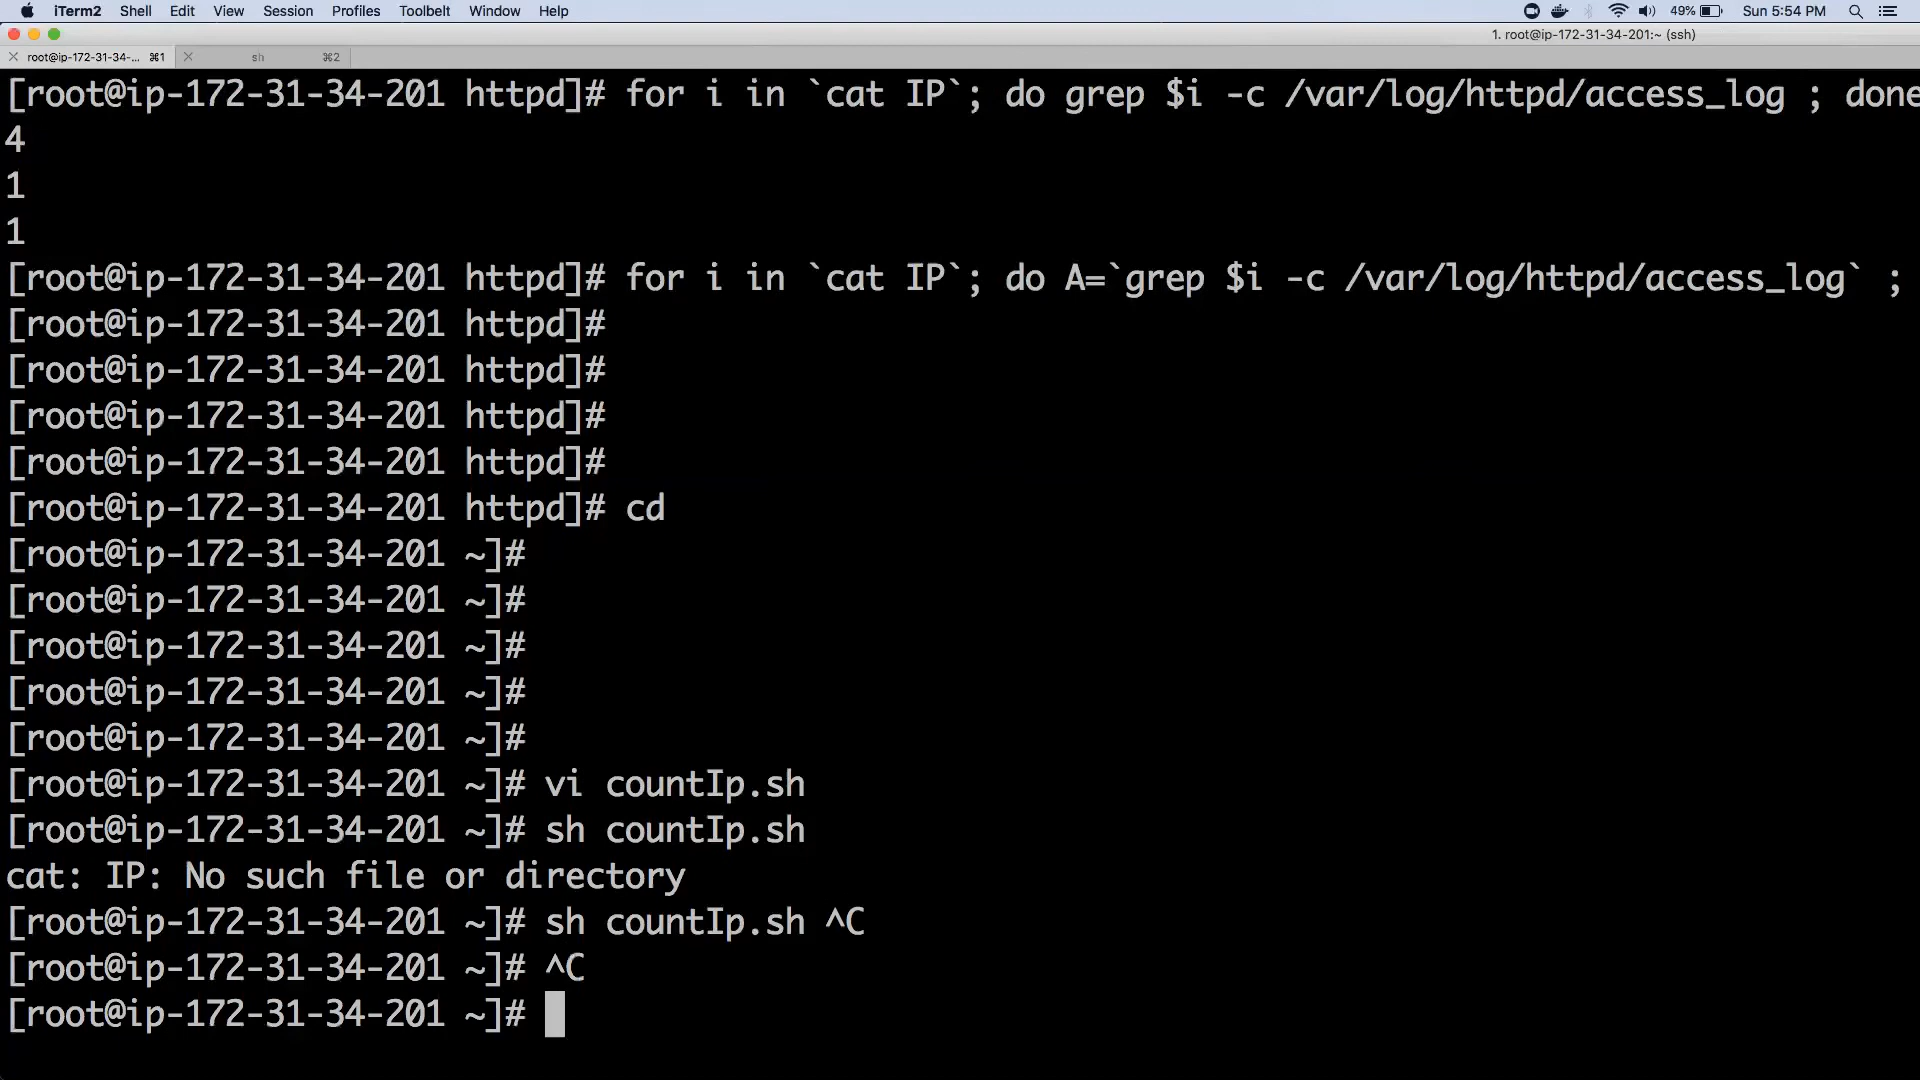 iTerm2 Shell Edit View Session Profiles Toolbelt Window Help 49% Sun 5:54 PM
1. root@ip-172-31-34-201:~ (ssh)
root@ip-172-31-34-... ⌘1 sh ⌘2
[root@ip-172-31-34-201 httpd]# for i in `cat IP`; do grep $i -c /var/log/httpd/access_log ; done
4
1
1
[root@ip-172-31-34-201 httpd]# for i in `cat IP`; do A=`grep $i -c /var/log/httpd/access_log` ;
[root@ip-172-31-34-201 httpd]#
[root@ip-172-31-34-201 httpd]#
[root@ip-172-31-34-201 httpd]#
[root@ip-172-31-34-201 httpd]#
[root@ip-172-31-34-201 httpd]# cd
[root@ip-172-31-34-201 ~]#
[root@ip-172-31-34-201 ~]#
[root@ip-172-31-34-201 ~]#
[root@ip-172-31-34-201 ~]#
[root@ip-172-31-34-201 ~]#
[root@ip-172-31-34-201 ~]# vi countIp.sh
[root@ip-172-31-34-201 ~]# sh countIp.sh
cat: IP: No such file or directory
[root@ip-172-31-34-201 ~]# sh countIp.sh ^C
[root@ip-172-31-34-201 ~]# ^C
[root@ip-172-31-34-201 ~]#